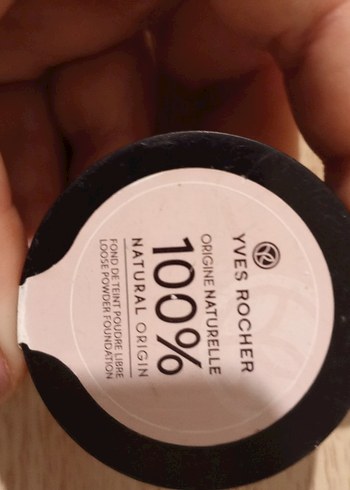 YVES ROCHER
ORIGINE NATURELLE
100%
NATURAL ORIGIN
FOND DE TEINT POUDRE LIBRE
LOOSE POWDER FOUNDATION